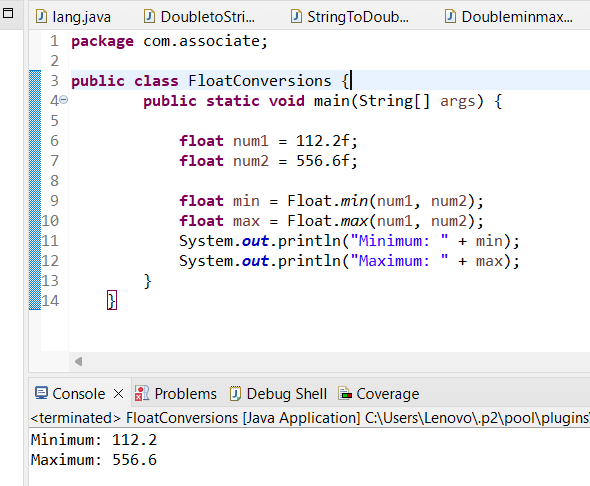 lang.java DoubletoStri... StringToDoub... Doubleminmax...
1 package com.associate;
2
3 public class FloatConversions {
4 public static void main(String[] args) {
5
6 float num1 = 112.2f;
7 float num2 = 556.6f;
8
9 float min = Float.min(num1, num2);
10 float max = Float.max(num1, num2);
11 System.out.println("Minimum: " + min);
12 System.out.println("Maximum: " + max);
13 }
14 }
Console Problems Debug Shell Coverage
<terminated> FloatConversions [Java Application] C:\Users\Lenovo\.p2\pool\plugins\
Minimum: 112.2
Maximum: 556.6